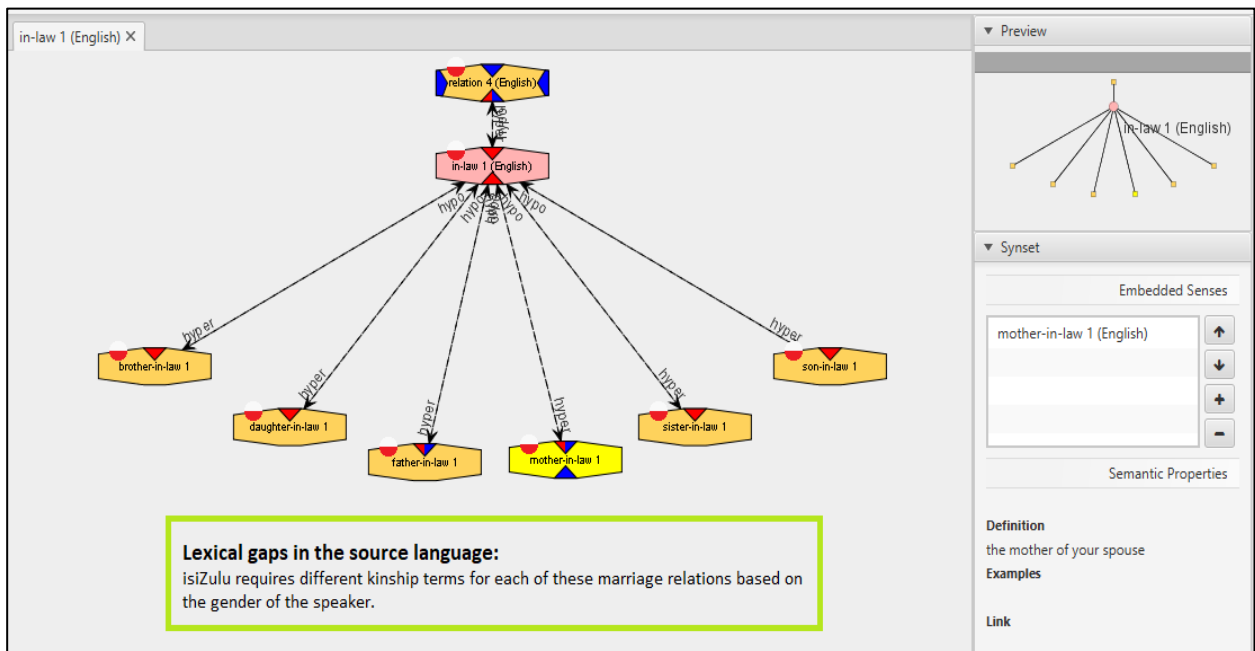 in-law 1 (English) ×
relation 4 (English)
hypo
in-law 1 (English)
hypo
hypo
hypo
hypo
hypo
hyper
hyper
hyper
hyper
hyper
hyper
brother-in-law 1
son-in-law 1
daughter-in-law 1
sister-in-law 1
father-in-law 1
mother-in-law 1
Lexical gaps in the source language:
isiZulu requires different kinship terms for each of these marriage relations based on
the gender of the speaker.
Preview
in-law 1 (English)
Synset
Embedded Senses
mother-in-law 1 (English)
Semantic Properties
Definition
the mother of your spouse
Examples
Link